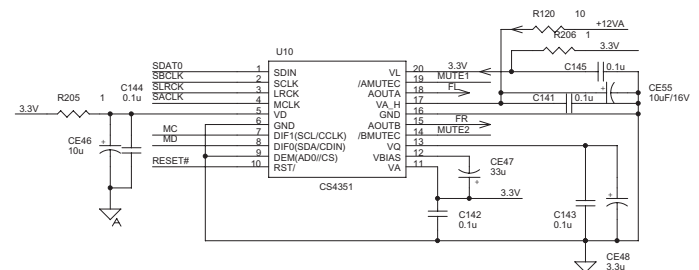 R120 10
+12VA
R206 1
3.3V
U10
SDAT0 1 SDIN VL 20 3.3V
SBCLK 2 SCLK /AMUTEC 19 MUTE1
SLRCK 3 LRCK AOUTA 18 FL
SACLK 4 MCLK VA_H 17
5 VD GND 16
6 GND AOUTB 15 FR
MC 7 DIF1(SCL/CCLK) /BMUTEC 14 MUTE2
MD 8 DIF0(SDA/CDIN) VQ 13
9 DEM(AD0//CS) VBIAS 12
RESET# 10 RST/ VA 11
CS4351
C145 0.1u
C141 0.1u
+
CE55
10uF/16V
3.3V
R205 1
C144
0.1u
+
CE46
10u
A
CE47
33u
+
3.3V
C142
0.1u
C143
0.1u
+
CE48
3.3u